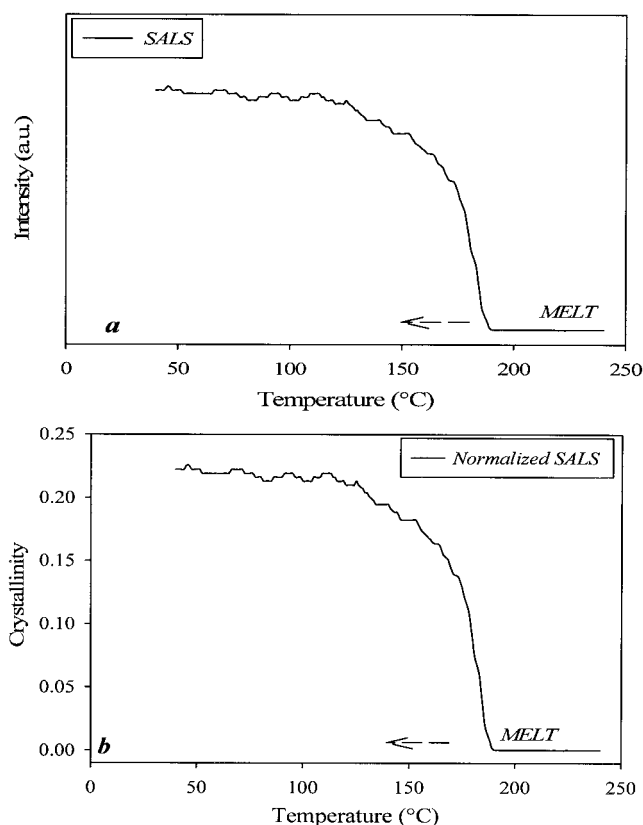 SALS
Intensity (a.u.)
MELT
a
0 50 100 150 200 250
Temperature (°C)
0.25
Normalized SALS
0.20
0.15
Crystallinity
0.10
0.05
0.00
MELT
b
0 50 100 150 200 250
Temperature (°C)